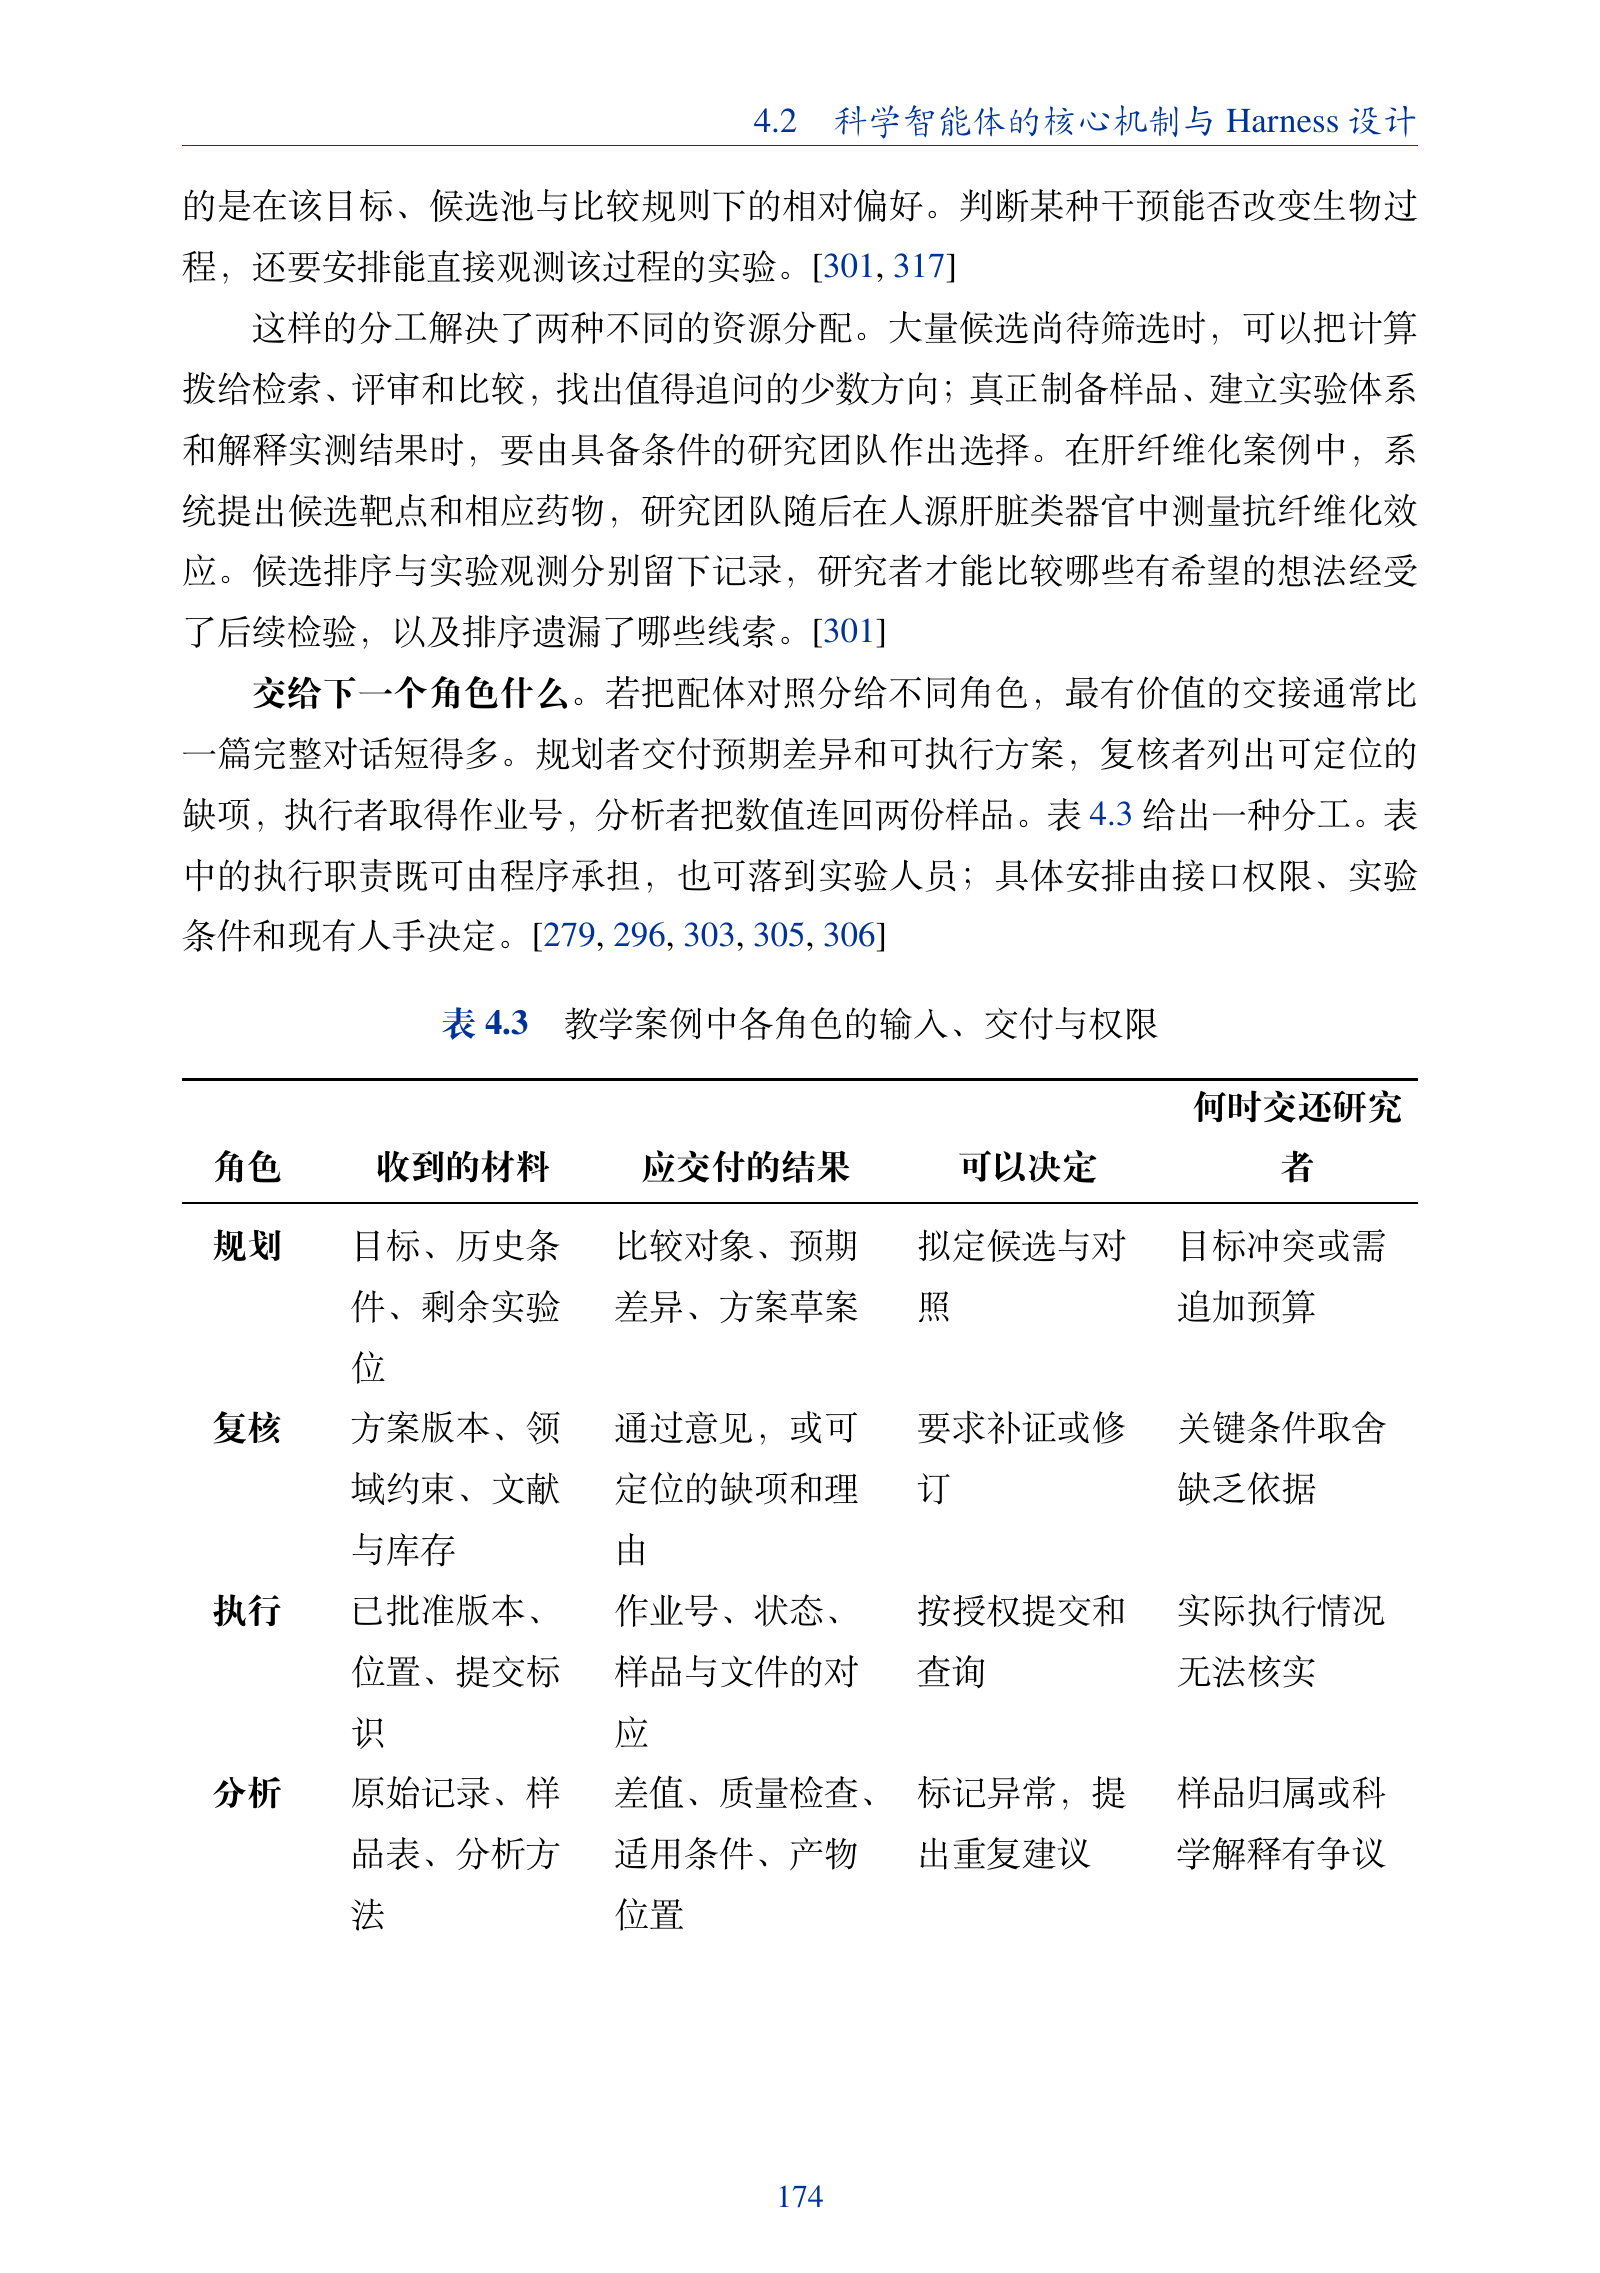 4.2 科学智能体的核心机制与 Harness 设计
的是在该目标、候选池与比较规则下的相对偏好。判断某种干预能否改变生物过
程，还要安排能直接观测该过程的实验。[301, 317]
这样的分工解决了两种不同的资源分配。大量候选尚待筛选时，可以把计算
拨给检索、评审和比较，找出值得追问的少数方向；真正制备样品、建立实验体系
和解释实测结果时，要由具备条件的研究团队作出选择。在肝纤维化案例中，系
统提出候选靶点和相应药物，研究团队随后在人源肝脏类器官中测量抗纤维化效
应。候选排序与实验观测分别留下记录，研究者才能比较哪些有希望的想法经受
了后续检验，以及排序遗漏了哪些线索。[301]
交给下一个角色什么。若把配体对照分给不同角色，最有价值的交接通常比
一篇完整对话短得多。规划者交付预期差异和可执行方案，复核者列出可定位的
缺项，执行者取得作业号，分析者把数值连回两份样品。表 4.3 给出一种分工。表
中的执行职责既可由程序承担，也可落到实验人员；具体安排由接口权限、实验
条件和现有人手决定。[279, 296, 303, 305, 306]
表 4.3 教学案例中各角色的输入、交付与权限
角色 收到的材料 应交付的结果 可以决定 何时交还研究
者
规划 目标、历史条 比较对象、预期 拟定候选与对 目标冲突或需
件、剩余实验 差异、方案草案 照 追加预算
位
复核 方案版本、领 通过意见，或可 要求补证或修 关键条件取舍
域约束、文献 定位的缺项和理 订 缺乏依据
与库存 由
执行 已批准版本、 作业号、状态、 按授权提交和 实际执行情况
位置、提交标 样品与文件的对 查询 无法核实
识 应
分析 原始记录、样 差值、质量检查、 标记异常，提 样品归属或科
品表、分析方 适用条件、产物 出重复建议 学解释有争议
法 位置
174